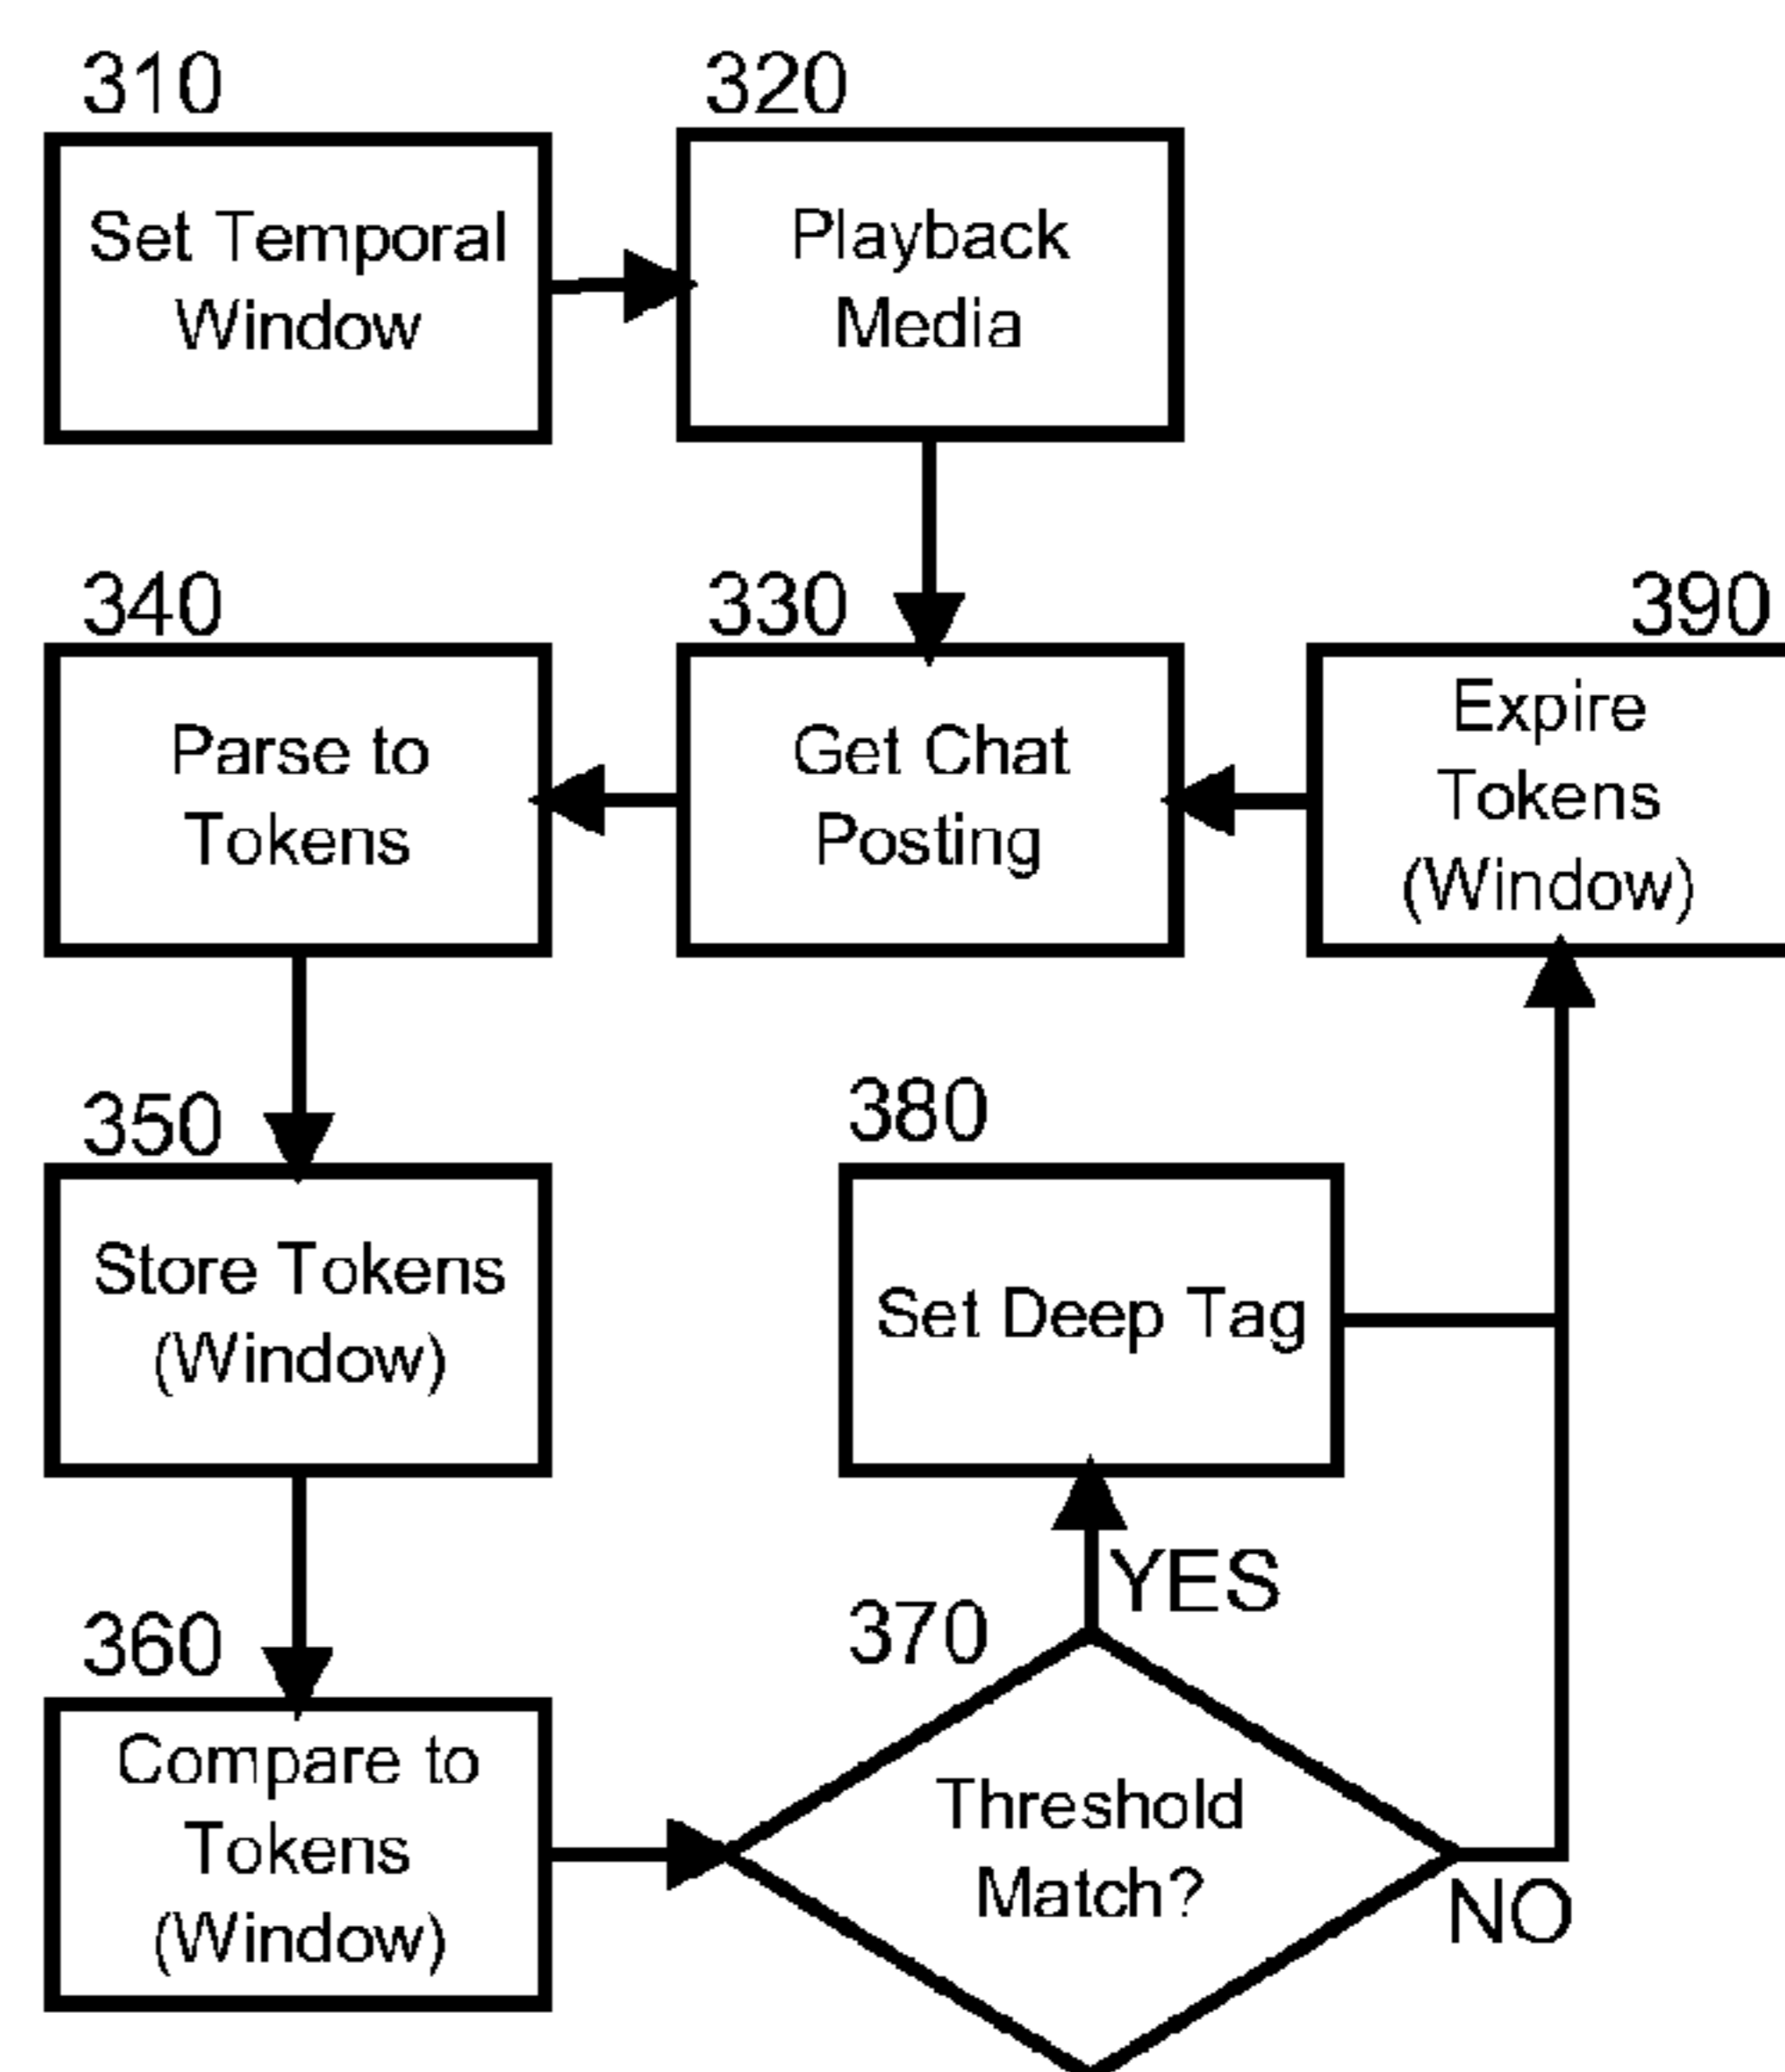 310
Set Temporal
Window
320
Playback
Media
340
Parse to
Tokens
330
Get Chat
Posting
390
Expire
Tokens
(Window)
350
Store Tokens
(Window)
380
Set Deep Tag
YES
360
Compare to
Tokens
(Window)
370
Threshold
Match?
NO